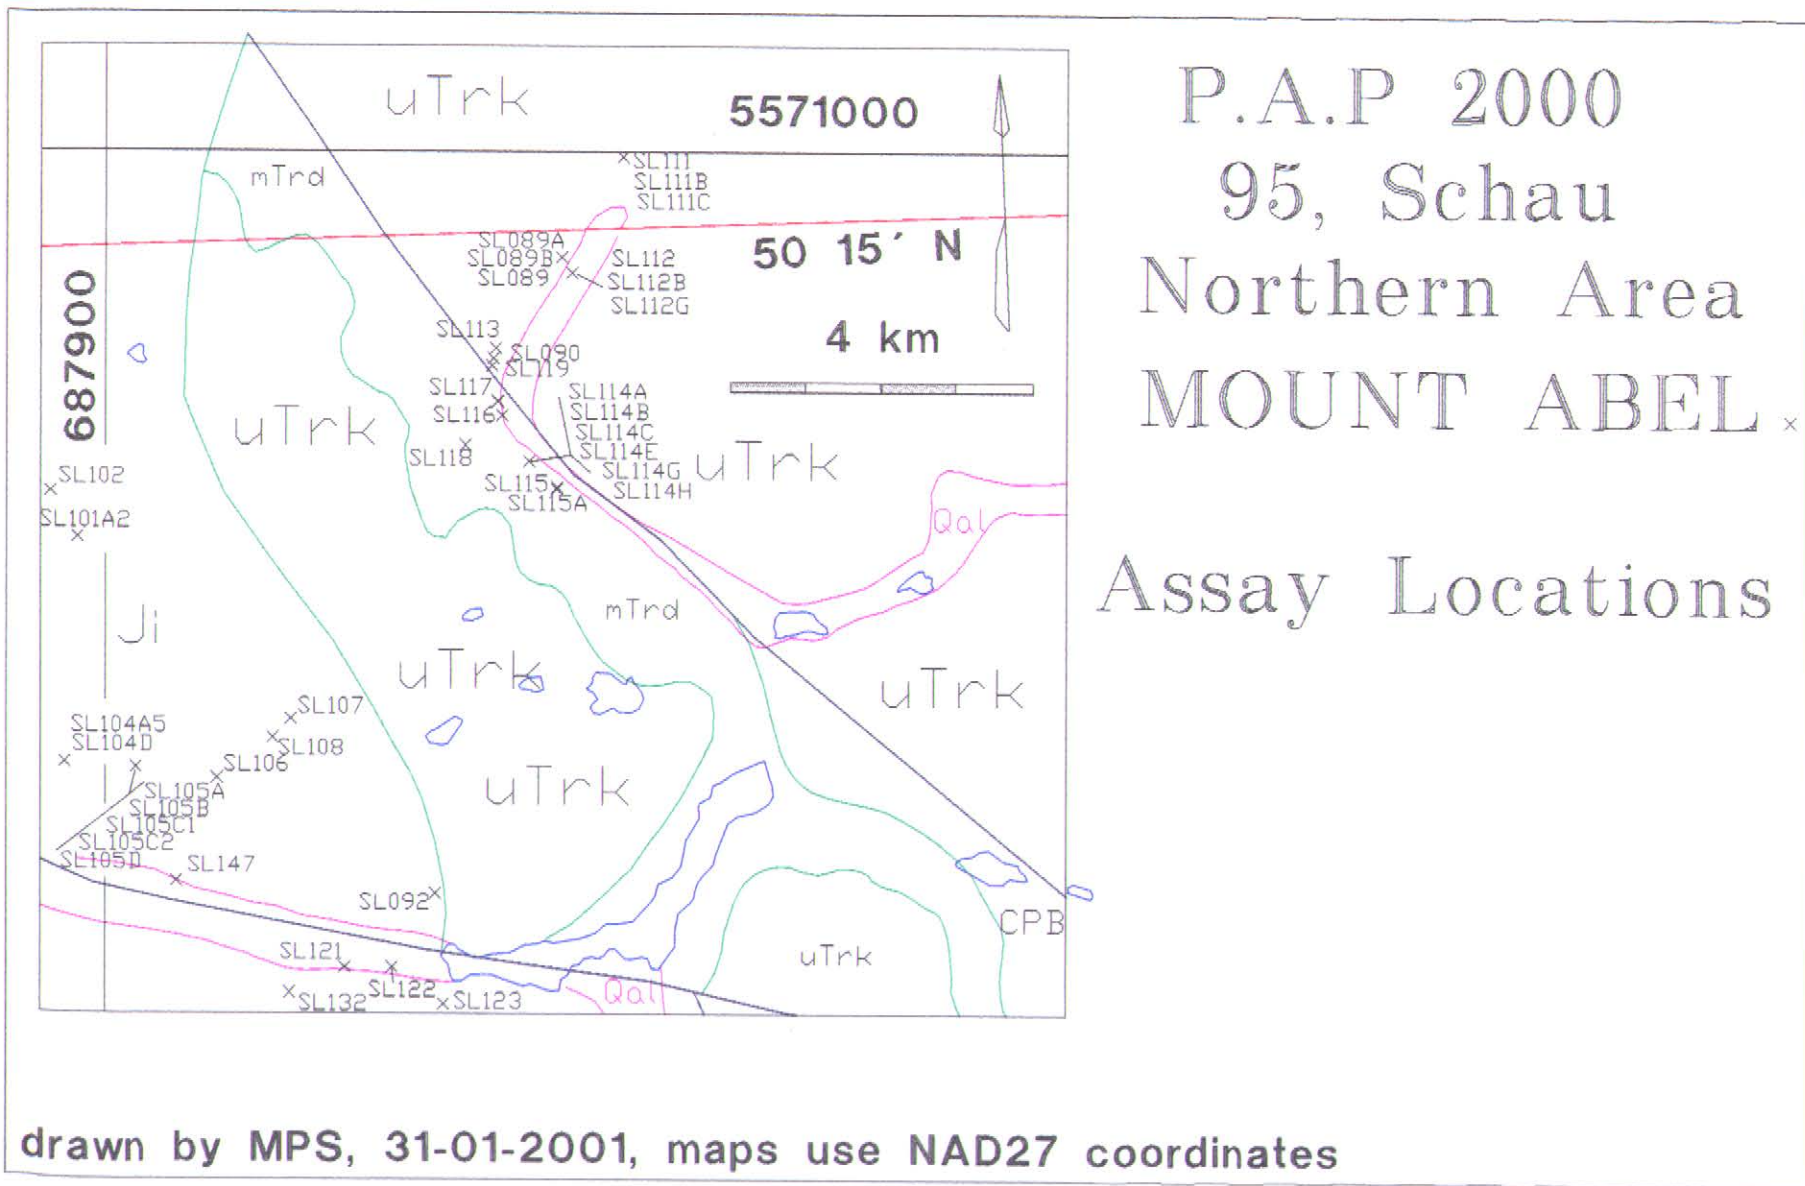 P.A.P 2000
95, Schau
Northern Area
MOUNT ABEL
Assay Locations
uTrk
5571000
mTrd
SL111
SL111B
SL111C
50 15´ N
SL089A
SL089B
SL089
SL112
SL112B
SL112G
687900
4 km
SL113
SL090
SL119
SL117
SL116
SL114A
SL114B
SL114C
SL114E
SL114G
SL114H
uTrk
SL118
uTrk
SL115
SL115A
SL102
SL101A2
Qal
Ji
mTrd
uTrk
uTrk
SL107
SL104A5
SL104D
SL108
SL106
uTrk
SL105A
SL105B
SL105C1
SL105C2
SL105D
SL147
SL092
CPB
SL121
uTrk
SL122
SL132
SL123
Qal
drawn by MPS, 31-01-2001, maps use NAD27 coordinates